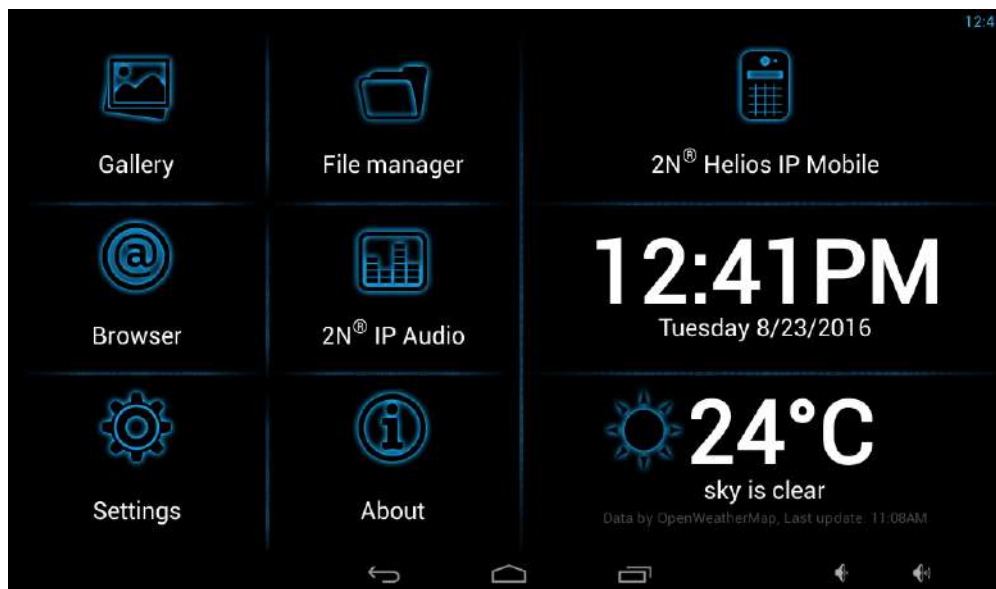 12:4
Gallery
File manager
2N® Helios IP Mobile
Browser
2N® IP Audio
12:41PM
Tuesday 8/23/2016
Settings
About
24°C
sky is clear
Data by OpenWeatherMap, Last update: 11:08AM